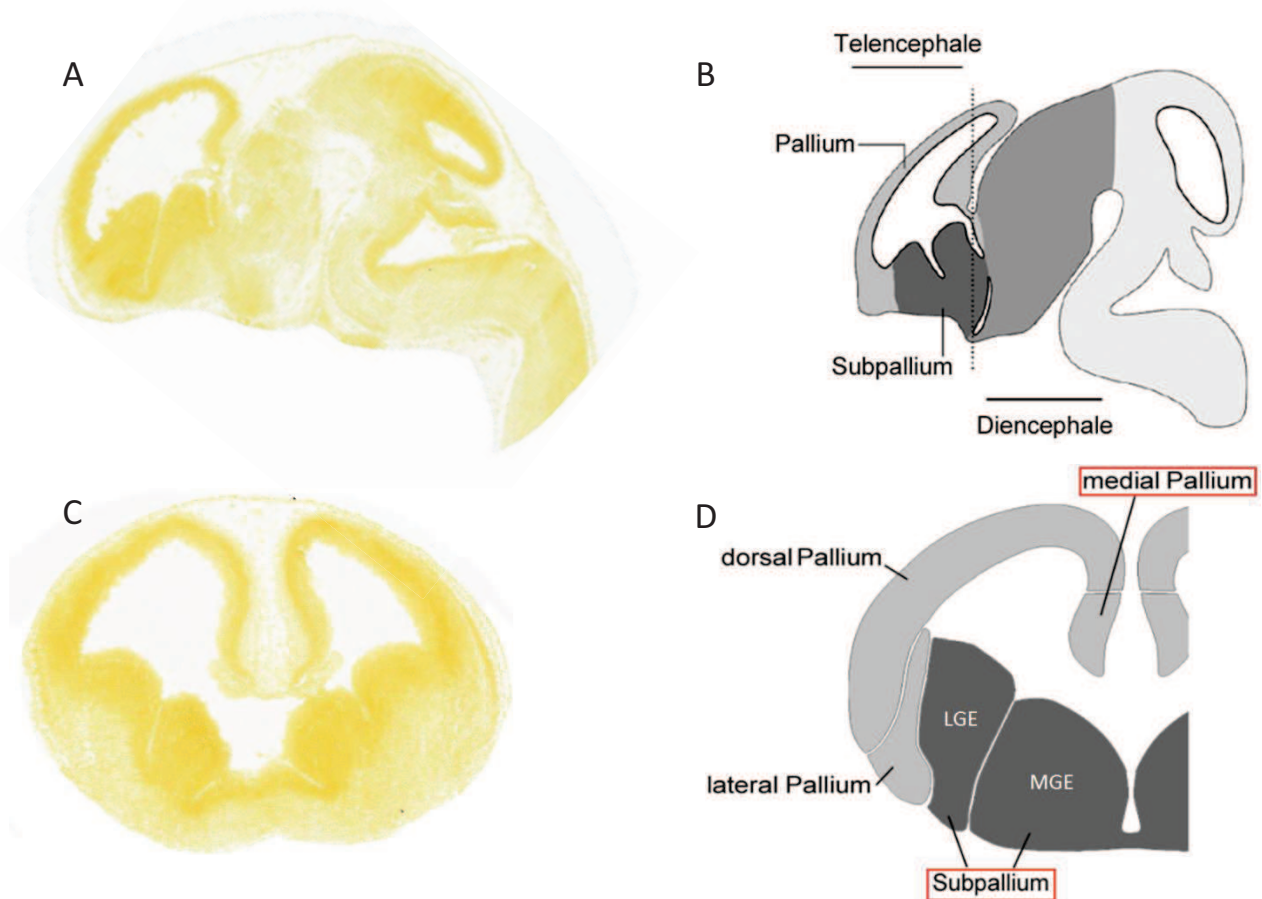 A
B
Telencephale
Pallium
Subpallium
Diencephale
C
D
medial Pallium
dorsal Pallium
LGE
MGE
lateral Pallium
Subpallium